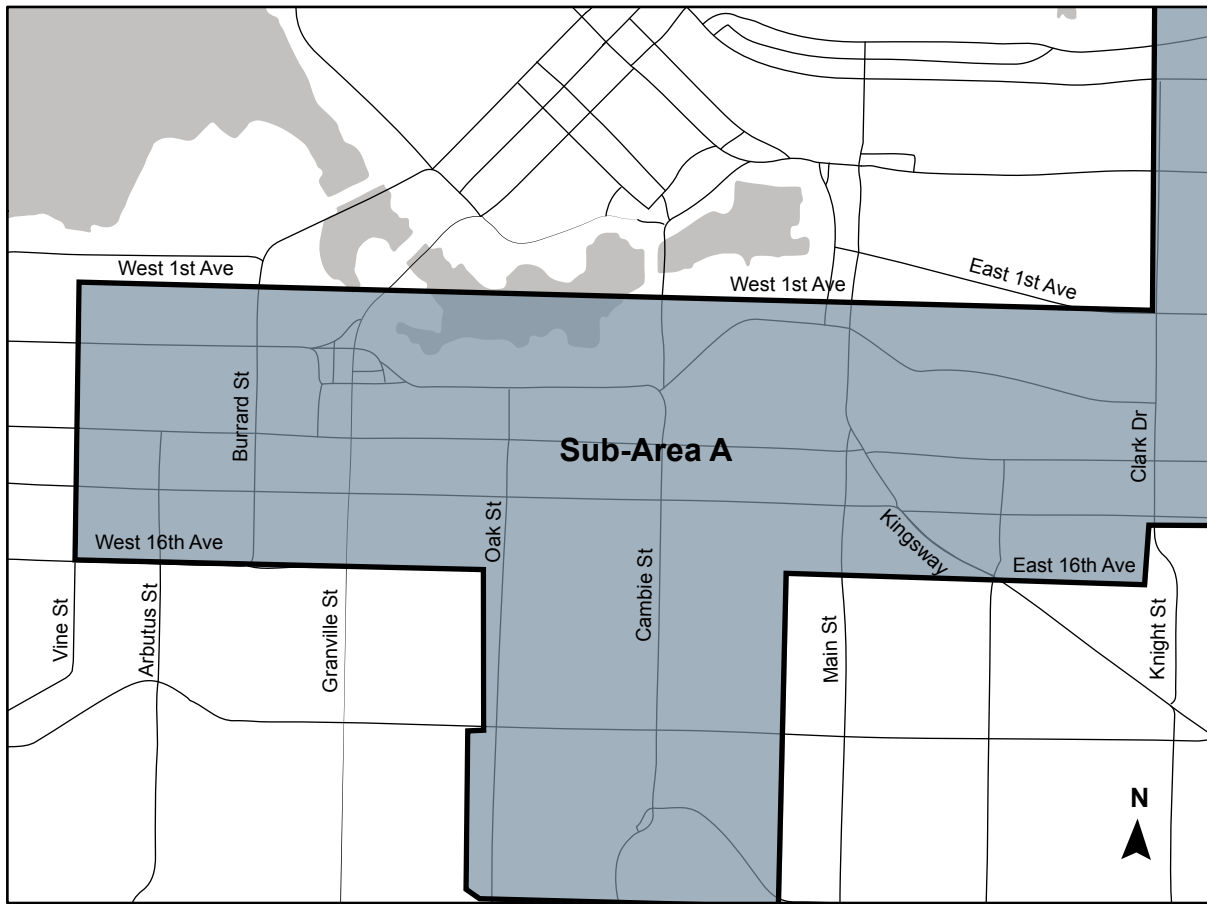 West 1st Ave
West 1st Ave
East 1st Ave
Burrard St
Clark Dr
Sub-Area A
Oak St
Kingsway
West 16th Ave
East 16th Ave
Vine St
Arbutus St
Granville St
Cambie St
Main St
Knight St
N